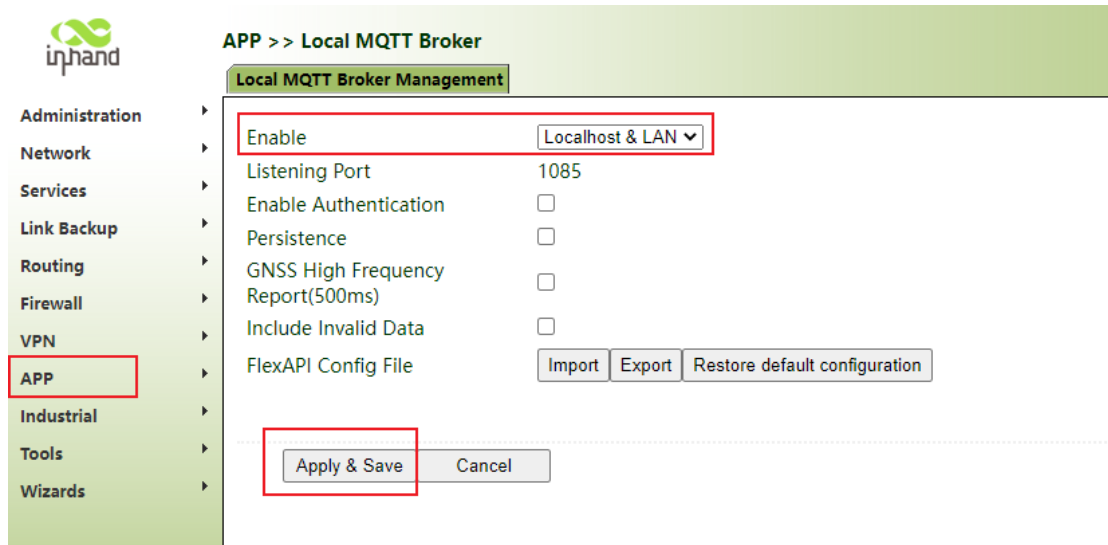 inhand
APP >> Local MQTT Broker
Local MQTT Broker Management
Administration
Network
Services
Link Backup
Routing
Firewall
VPN
APP
Industrial
Tools
Wizards
Enable Localhost & LAN
Listening Port 1085
Enable Authentication
Persistence
GNSS High Frequency
Report(500ms)
Include Invalid Data
FlexAPI Config File Import Export Restore default configuration
Apply & Save Cancel